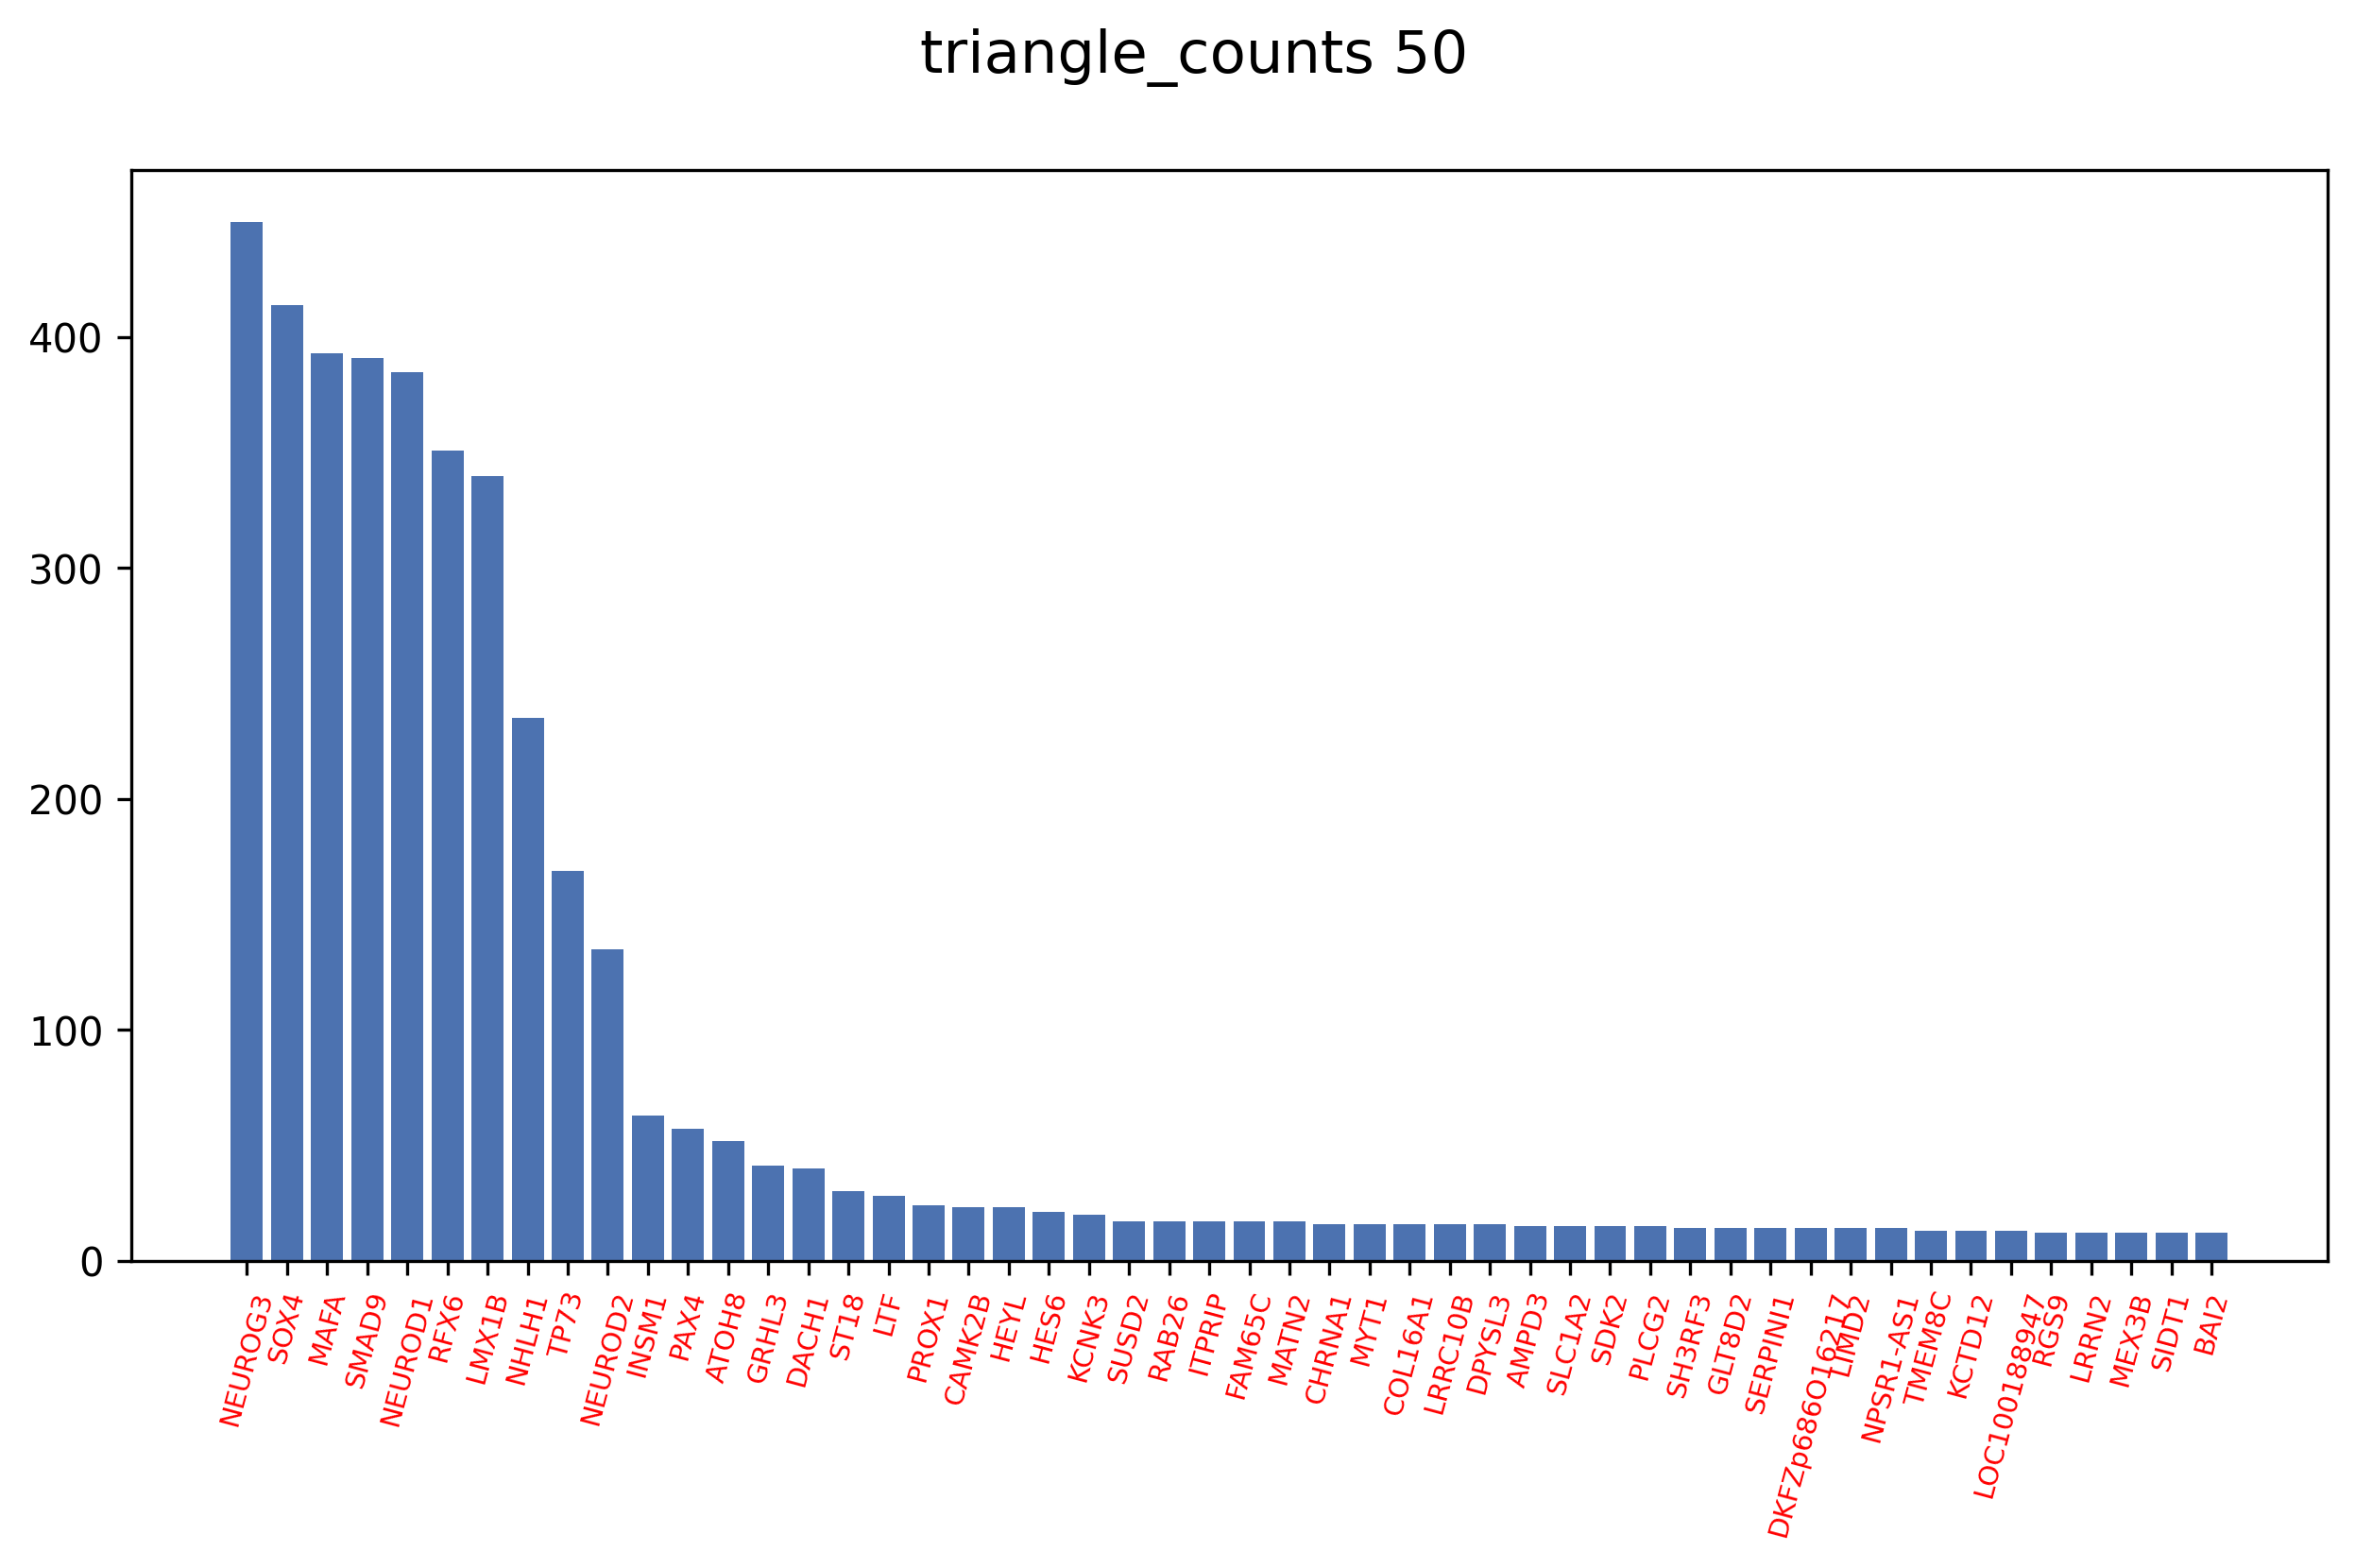 triangle_counts 50
400
300
200
100
0
NEUROG3
SOX4
MAFA
SMAD9
NEUROD1
RFX6
LMX1B
NHLH1
TP73
NEUROD2
INSM1
PAX4
ATOH8
GRHL3
DACH1
ST18
LTF
PROX1
CAMK2B
HEYL
HES6
KCNK3
SUSD2
RAB26
ITPRIP
FAM65C
MATN2
CHRNA1
MYT1
COL16A1
LRRC10B
DPYSL3
AMPD3
SLC1A2
SDK2
PLCG2
SH3RF3
GLT8D2
SERPINI1
DKFZp686O16217
LIMD2
NPSR1-AS1
TMEM8C
KCTD12
LOC100188947
RGS9
LRRN2
MEX3B
SIDT1
BAI2